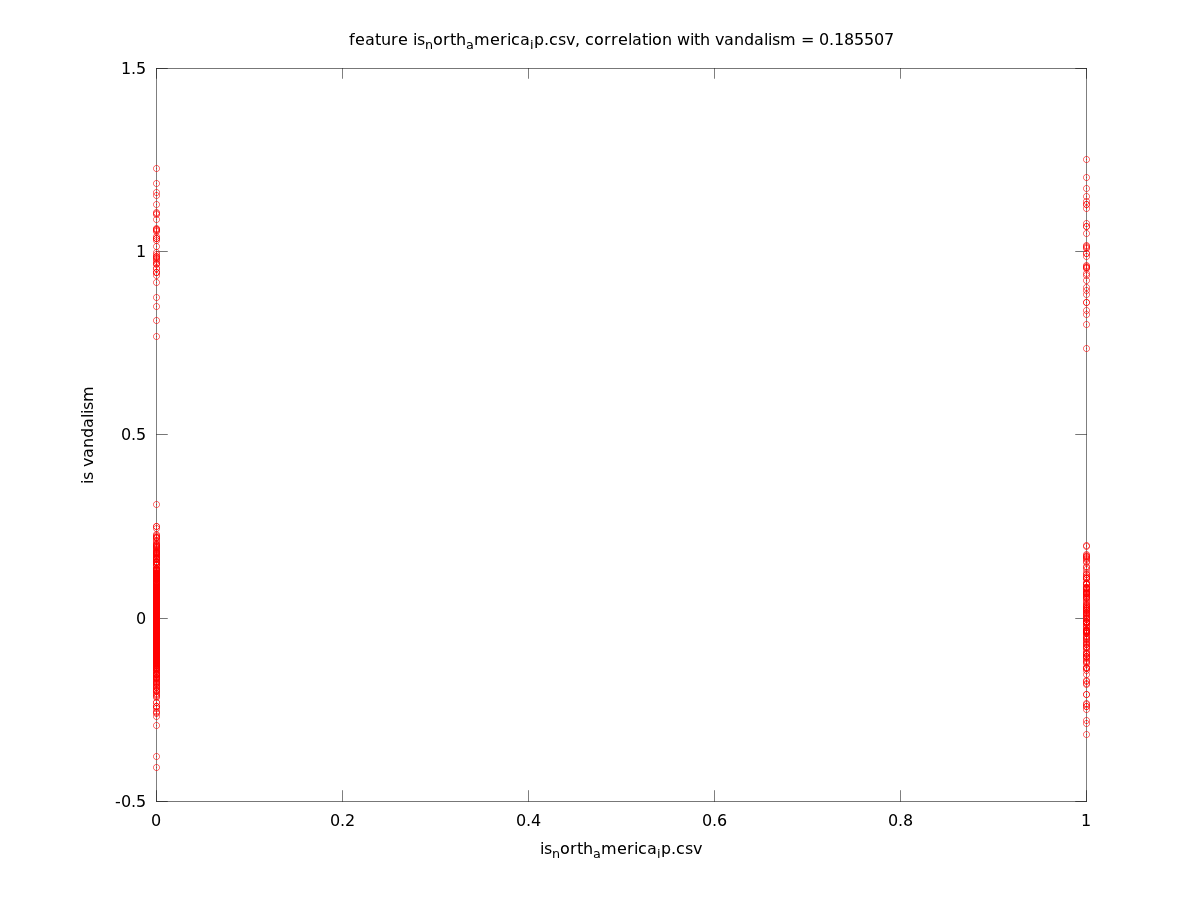 feature is_north_america_ip.csv, correlation with vandalism = 0.185507
1.5
1
0.5
0
-0.5
is vandalism
0 0.2 0.4 0.6 0.8 1
is_north_america_ip.csv